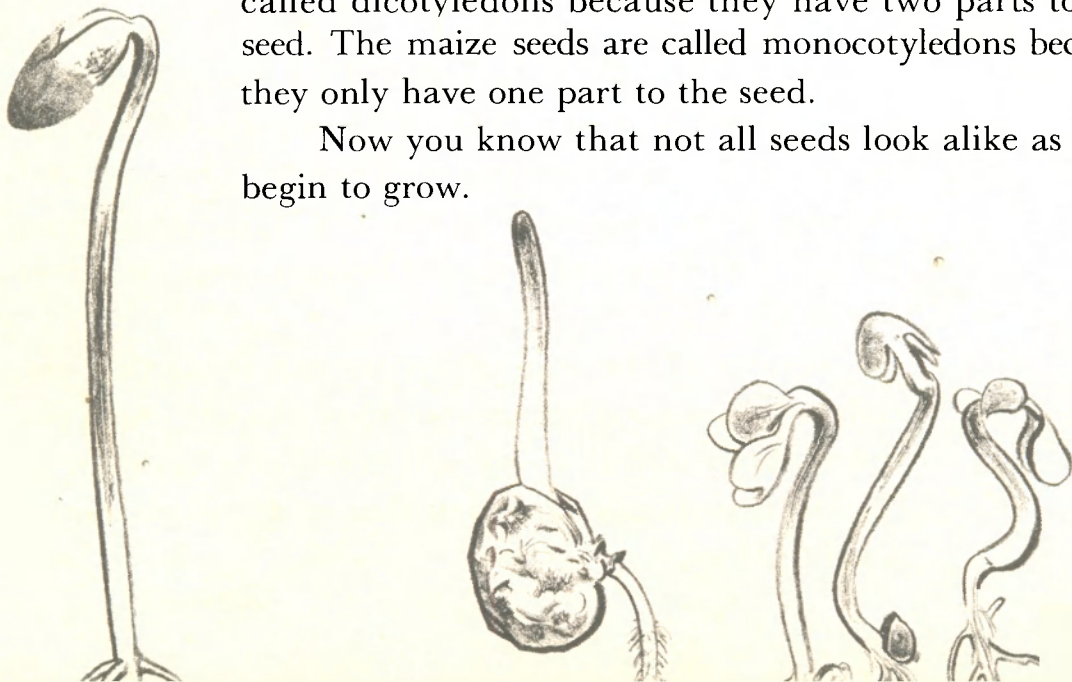 called dicotyledons because they have two parts to
seed. The maize seeds are called monocotyledons
they only have one part to the seed.
Now you know that not all seeds look alike as
begin to grow.